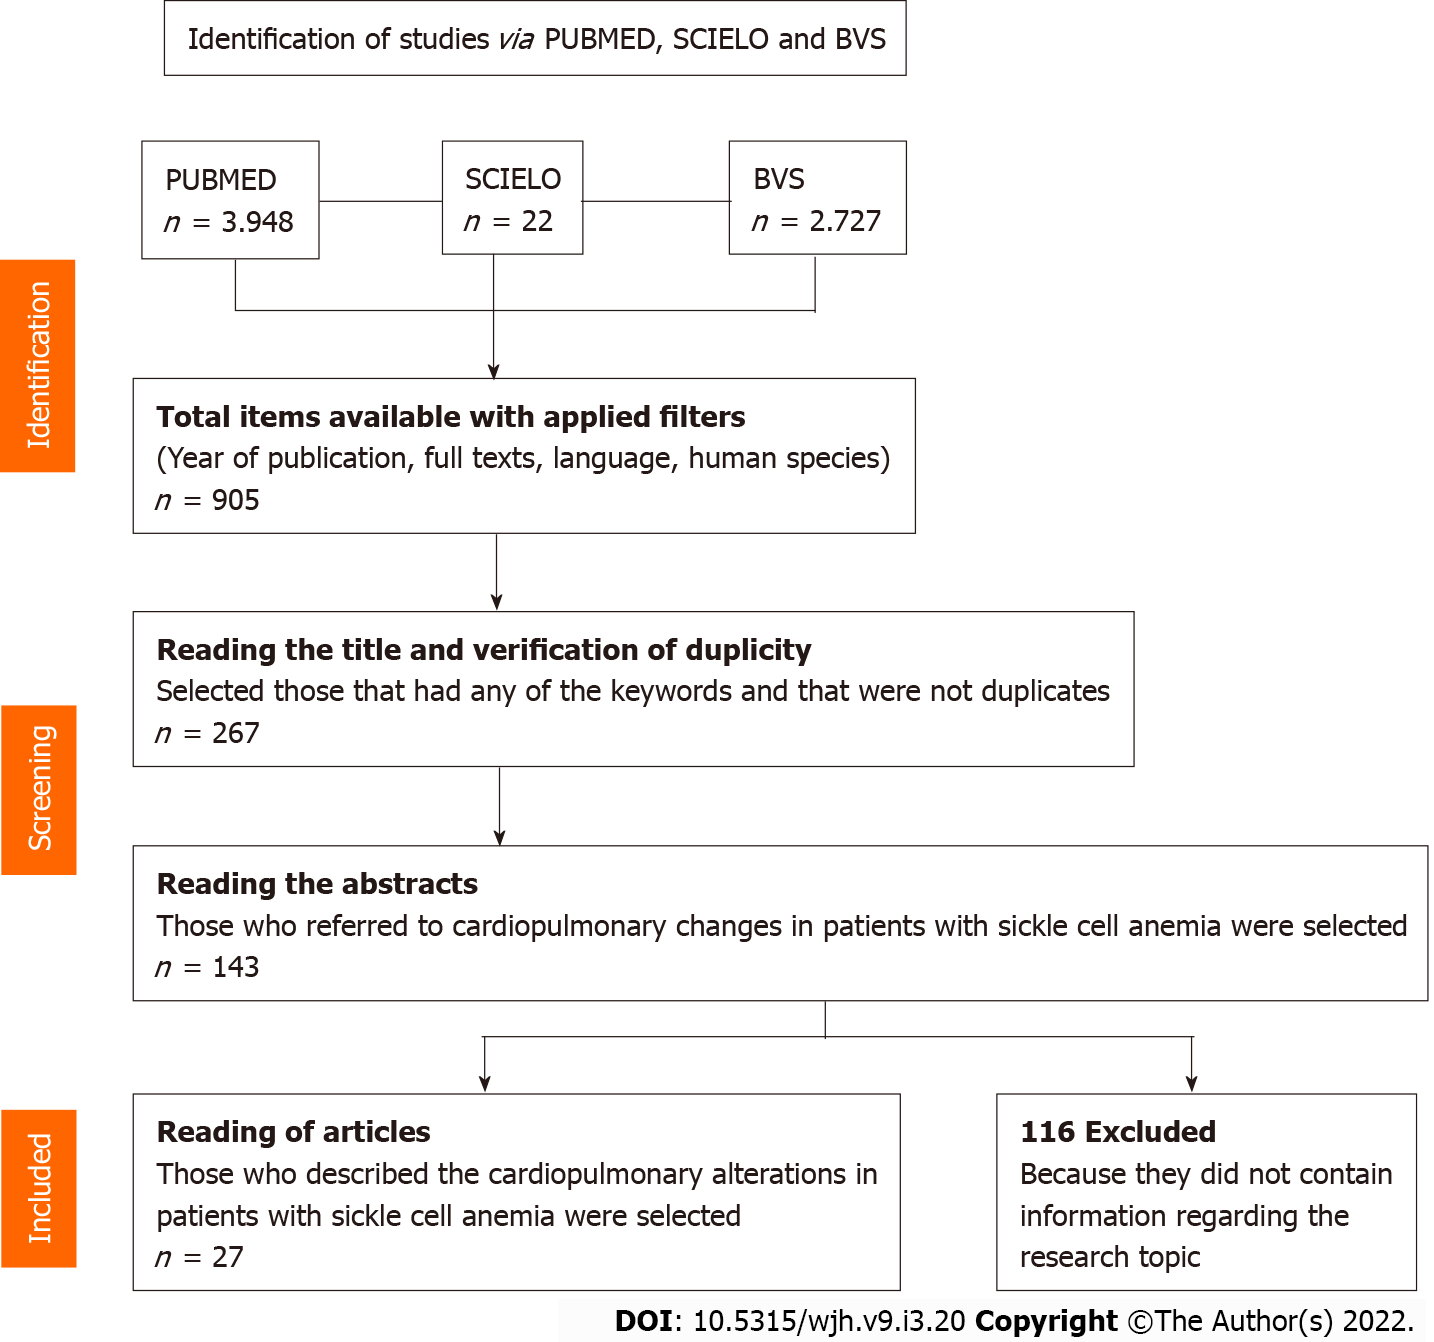 Identification of studies via PUBMED, SCIELO and BVS
PUBMED
n = 3.948
SCIELO
n = 22
BVS
n = 2.727
Identification
Total items available with applied filters
(Year of publication, full texts, language, human species)
n = 905
Reading the title and verification of duplicity
Selected those that had any of the keywords and that were not duplicates
n = 267
Screening
Reading the abstracts
Those who referred to cardiopulmonary changes in patients with sickle cell anemia were selected
n = 143
Included
Reading of articles
Those who described the cardiopulmonary alterations in
patients with sickle cell anemia were selected
n = 27
116 Excluded
Because they did not contain
information regarding the
research topic
DOI: 10.5315/wjh.v9.i3.20 Copyright ©The Author(s) 2022.